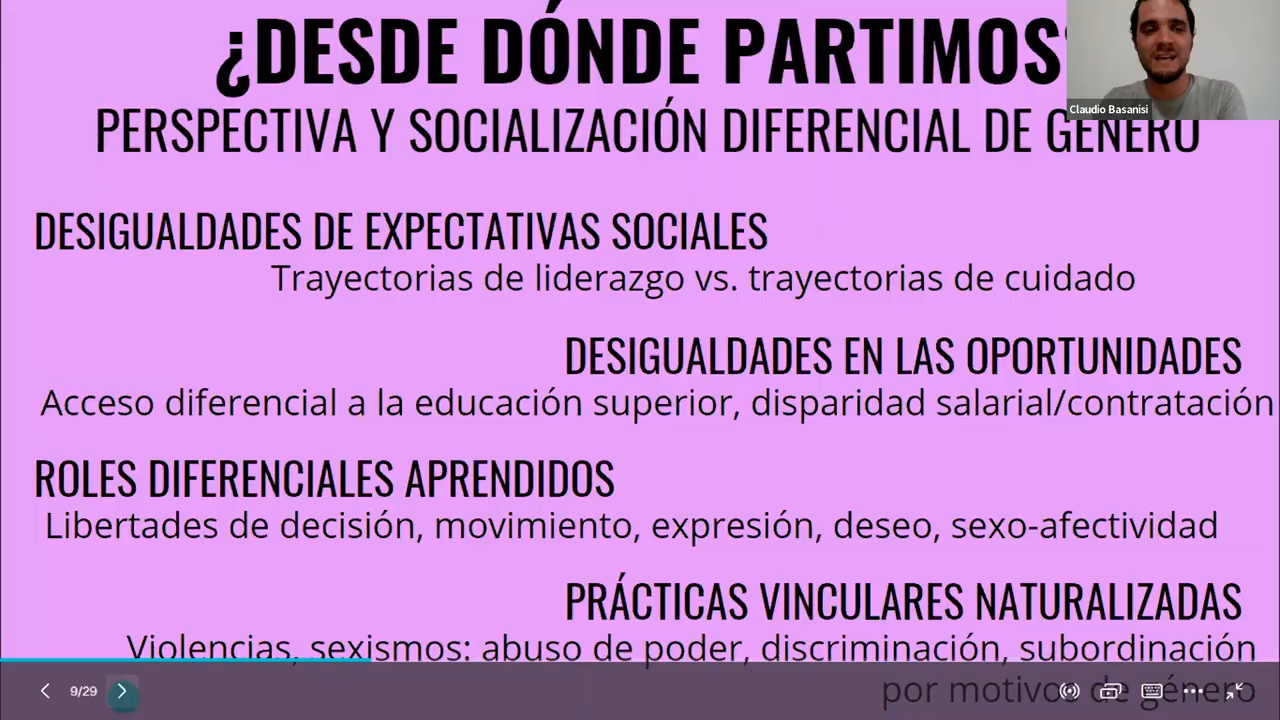 ¿DESDE DÓNDE PARTIMOS?
Claudio Basanisi
PERSPECTIVA Y SOCIALIZACIÓN DIFERENCIAL DE GÉNERO
DESIGUALDADES DE EXPECTATIVAS SOCIALES
Trayectorias de liderazgo vs. trayectorias de cuidado
DESIGUALDADES EN LAS OPORTUNIDADES
Acceso diferencial a la educación superior, disparidad salarial/contratación
ROLES DIFERENCIALES APRENDIDOS
Libertades de decisión, movimiento, expresión, deseo, sexo-afectividad
PRÁCTICAS VINCULARES NATURALIZADAS
Violencias, sexismos: abuso de poder, discriminación, subordinación
por motivos de género
9/29